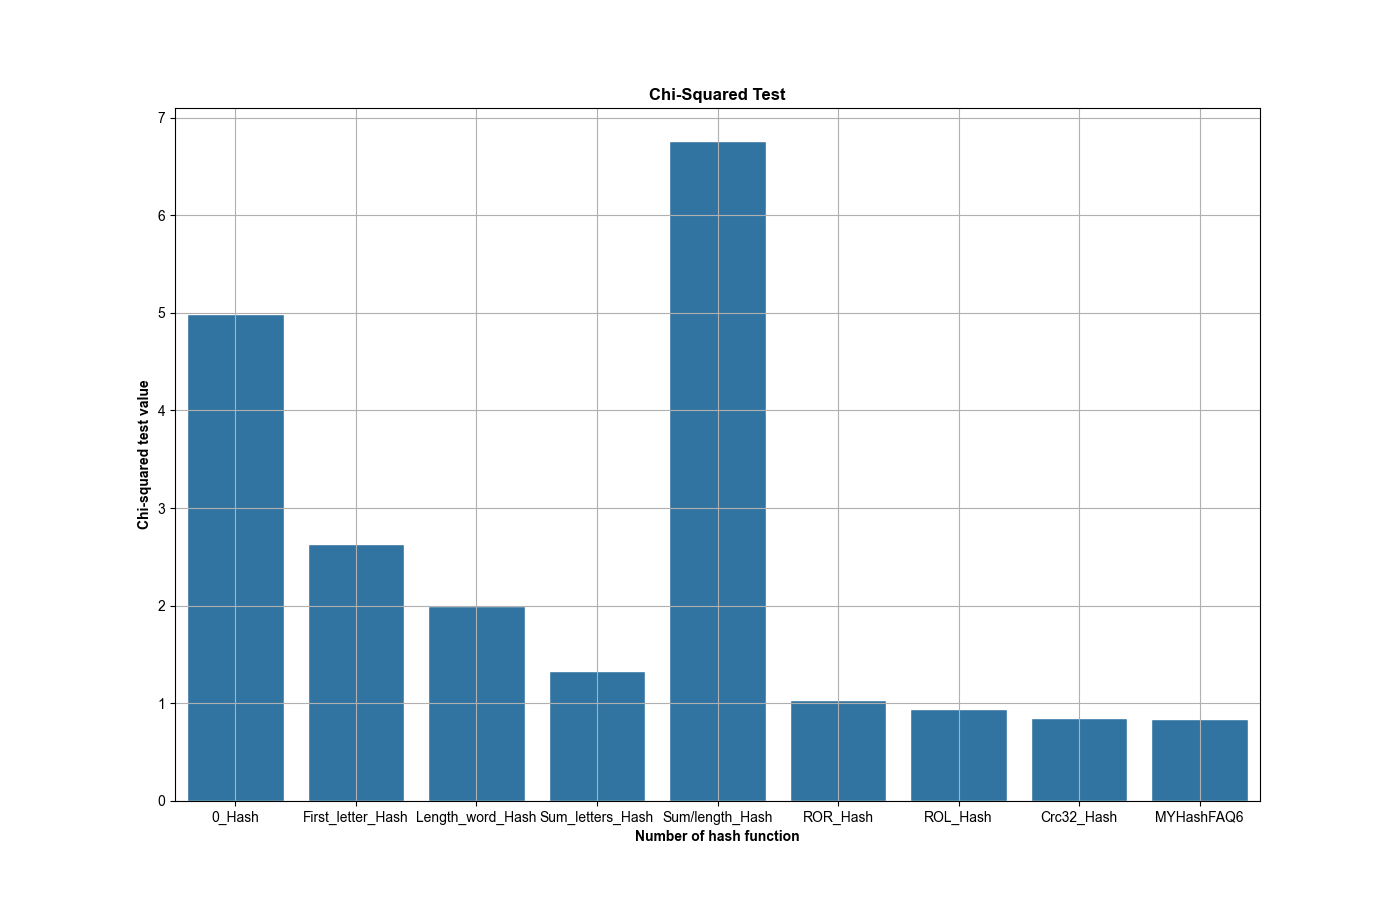 Chi-Squared Test
Chi-squared test value
7
6
5
4
3
2
1
0
0_Hash First_letter_Hash Length_word_Hash Sum_letters_Hash Sum/length_Hash ROR_Hash ROL_Hash Crc32_Hash MYHashFAQ6
Number of hash function